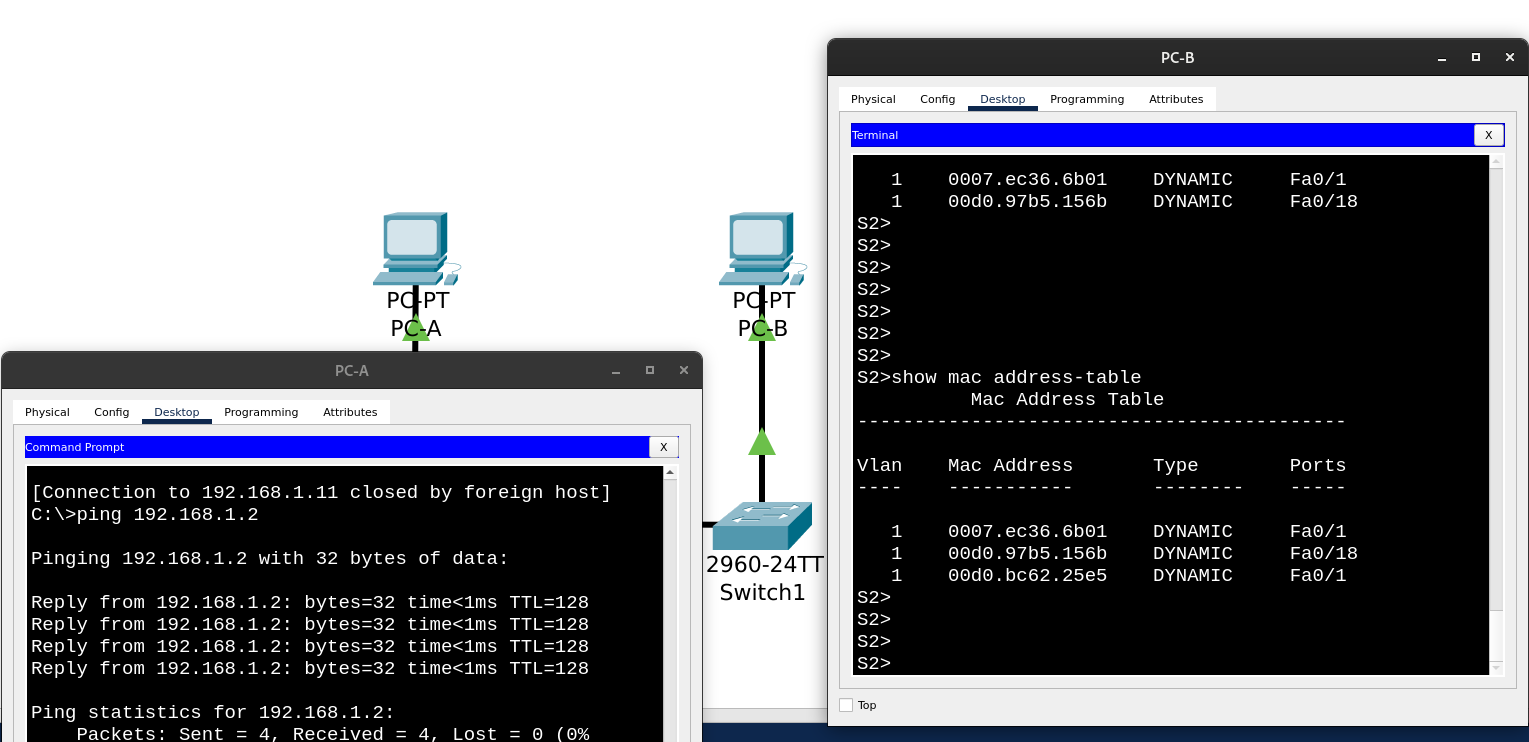 PC-B
Physical Config Desktop Programming Attributes
Terminal X
1 0007.ec36.6b01 DYNAMIC Fa0/1
1 00d0.97b5.156b DYNAMIC Fa0/18
S2>
S2>
S2>
S2>
S2>
S2>
S2>
S2>show mac address-table
Mac Address Table
-------------------------------------------
Vlan Mac Address Type Ports
---- ----------- -------- -----
1 0007.ec36.6b01 DYNAMIC Fa0/1
1 00d0.97b5.156b DYNAMIC Fa0/18
1 00d0.bc62.25e5 DYNAMIC Fa0/1
S2>
S2>
S2>
S2>
Top
PC-PT
PC-A
PC-PT
PC-B
2960-24TT
Switch1
PC-A
Physical Config Desktop Programming Attributes
Command Prompt X
[Connection to 192.168.1.11 closed by foreign host]
C:\>ping 192.168.1.2
Pinging 192.168.1.2 with 32 bytes of data:
Reply from 192.168.1.2: bytes=32 time<1ms TTL=128
Reply from 192.168.1.2: bytes=32 time<1ms TTL=128
Reply from 192.168.1.2: bytes=32 time<1ms TTL=128
Reply from 192.168.1.2: bytes=32 time<1ms TTL=128
Ping statistics for 192.168.1.2:
Packets: Sent = 4, Received = 4, Lost = 0 (0%